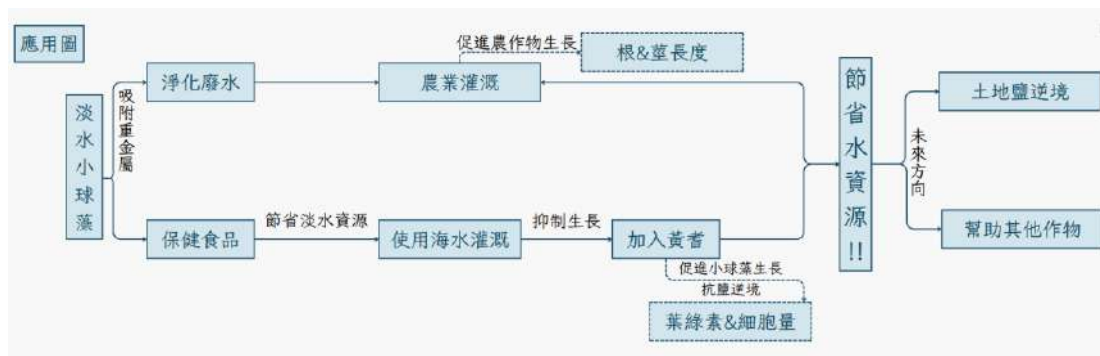 應用圖
淡水小球藻
吸附重金屬
淨化廢水
農業灌溉
促進農作物生長
根&莖長度
保健食品
節省淡水資源
使用海水灌溉
抑制生長
加入黃耆
促進小球藻生長
抗鹽逆境
葉綠素&細胞量
節省水資源!!
未來方向
土地鹽逆境
幫助其他作物